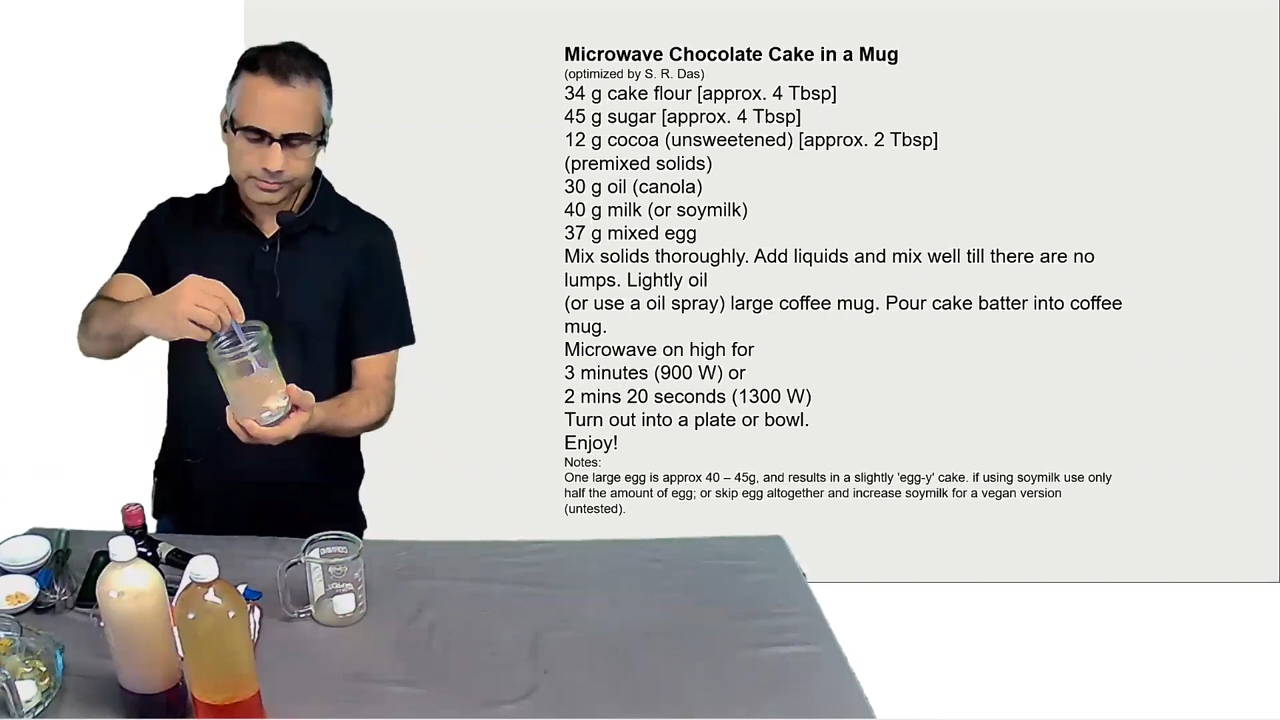 Microwave Chocolate Cake in a Mug
(optimized by S. R. Das)
34 g cake flour [approx. 4 Tbsp]
45 g sugar [approx. 4 Tbsp]
12 g cocoa (unsweetened) [approx. 2 Tbsp]
(premixed solids)
30 g oil (canola)
40 g milk (or soymilk)
37 g mixed egg
Mix solids thoroughly. Add liquids and mix well till there are no
lumps. Lightly oil
(or use a oil spray) large coffee mug. Pour cake batter into coffee
mug.
Microwave on high for
3 minutes (900 W) or
2 mins 20 seconds (1300 W)
Turn out into a plate or bowl.
Enjoy!
Notes:
One large egg is approx 40 – 45g, and results in a slightly 'egg-y' cake. if using soymilk use only
half the amount of egg; or skip egg altogether and increase soymilk for a vegan version
(untested).